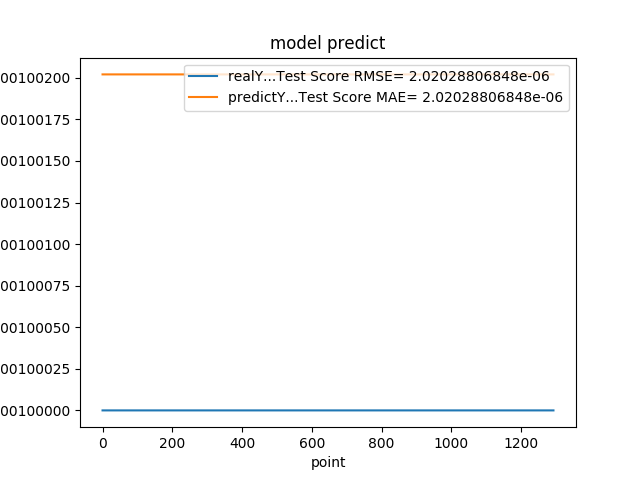 model predict
realY...Test Score RMSE= 2.02028806848e-06
predictY...Test Score MAE= 2.02028806848e-06
00100200
00100175
00100150
00100125
00100100
00100075
00100050
00100025
00100000
0 200 400 600 800 1000 1200
point